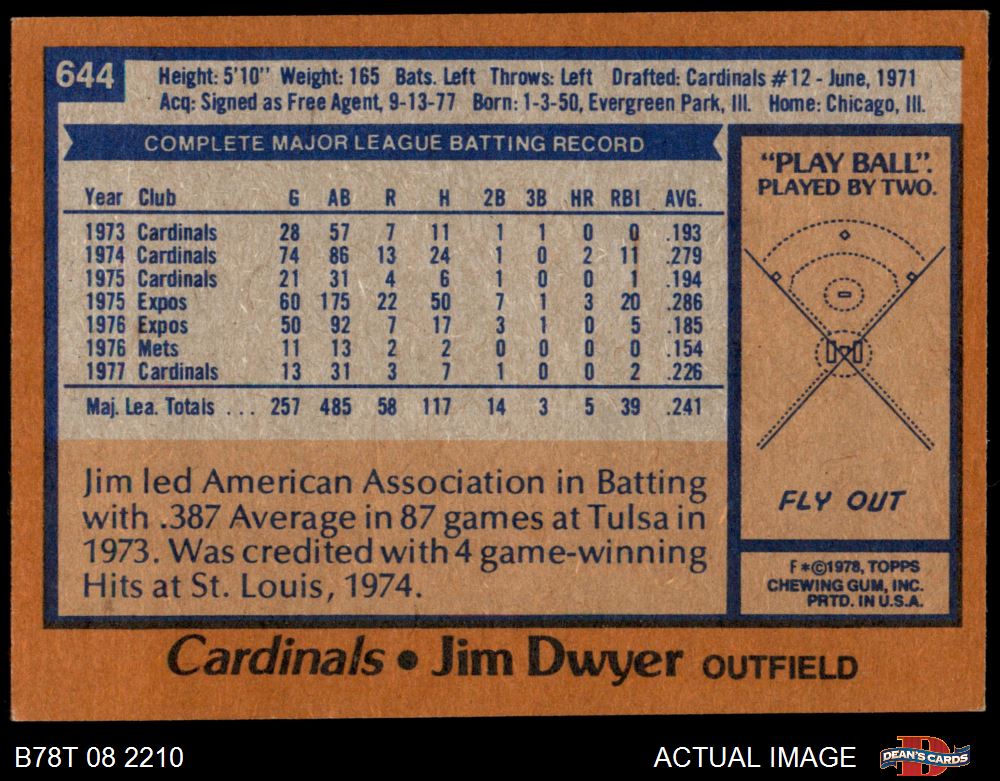 644
Height: 5'10" Weight: 165 Bats. Left Throws: Left Drafted: Cardinals #12 - June, 1971
Acq: Signed as Free Agent, 9-13-77 Born: 1-3-50, Evergreen Park, Ill. Home: Chicago, Ill.
COMPLETE MAJOR LEAGUE BATTING RECORD
Year Club G AB R H 2B 3B HR RBI AVG.
1973 Cardinals 28 57 7 11 1 1 0 0 .193
1974 Cardinals 74 86 13 24 1 0 2 11 .279
1975 Cardinals 21 31 4 6 1 0 0 1 .194
1975 Expos 60 175 22 50 7 1 3 20 .286
1976 Expos 50 92 7 17 3 1 0 5 .185
1976 Mets 11 13 2 2 0 0 0 0 .154
1977 Cardinals 13 31 3 7 1 0 0 2 .226
Maj. Lea. Totals ... 257 485 58 117 14 3 5 39 .241
Jim led American Association in Batting
with .387 Average in 87 games at Tulsa in
1973. Was credited with 4 game-winning
Hits at St. Louis, 1974.
"PLAY BALL".
PLAYED BY TWO.
FLY OUT
F*©1978, TOPPS
CHEWING GUM, INC.
PRTD. IN U.S.A.
Cardinals • Jim Dwyer OUTFIELD
B78T 08 2210
ACTUAL IMAGE
DEAN'S CARDS